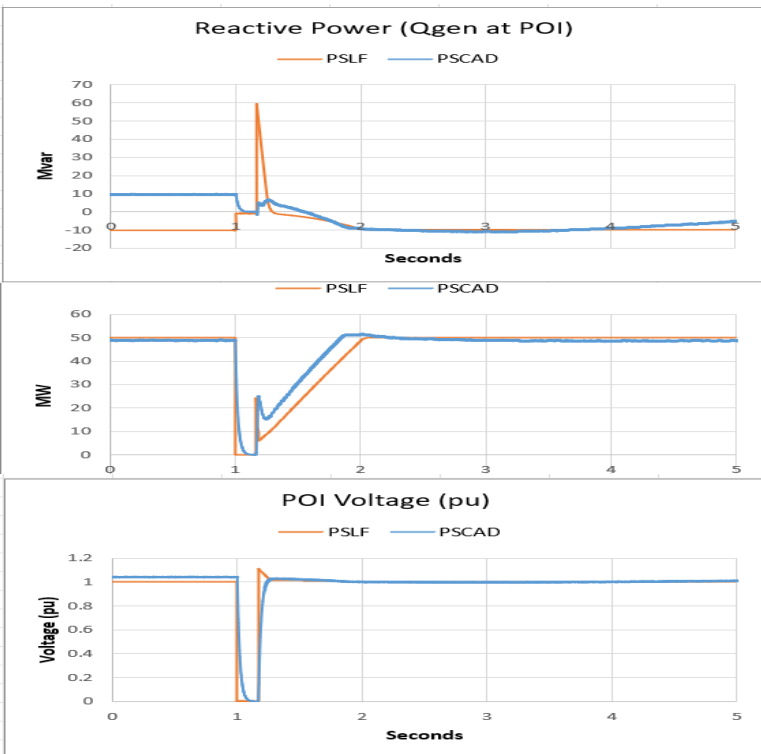 Reactive Power (Qgen at POI)
PSLF PSCAD
70
60
50
40
30
20
10
0
-10
-20
Mvar
0 1 2 3 4 5
Seconds
PSLF PSCAD
60
50
40
30
20
10
0
MW
0 1 2 3 4 5
POI Voltage (pu)
PSLF PSCAD
1.2
1
0.8
0.6
0.4
0.2
0
Voltage (pu)
0 1 2 3 4 5
Seconds